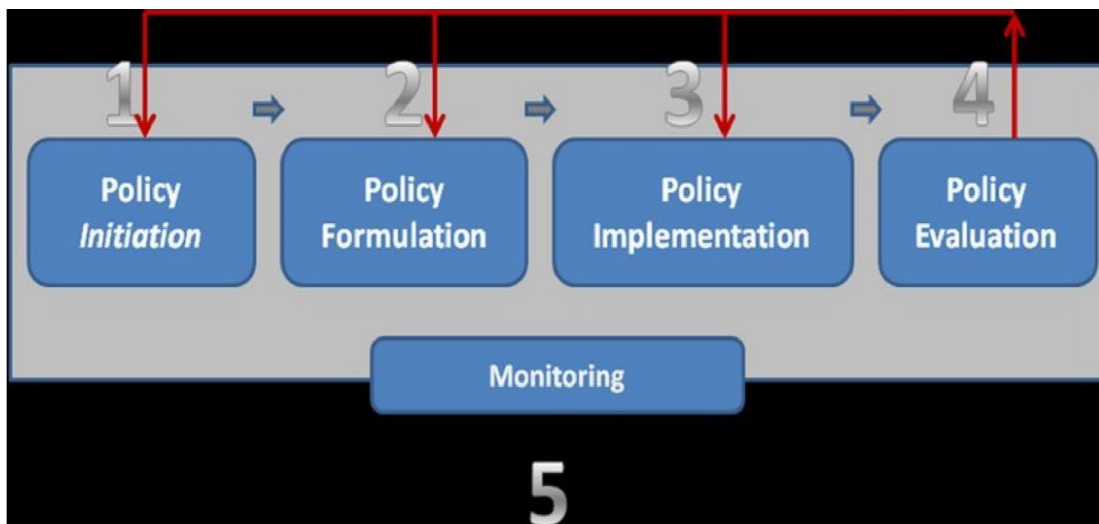 1
2
3
4
Policy
Initiation
Policy
Formulation
Policy
Implementation
Policy
Evaluation
Monitoring
5